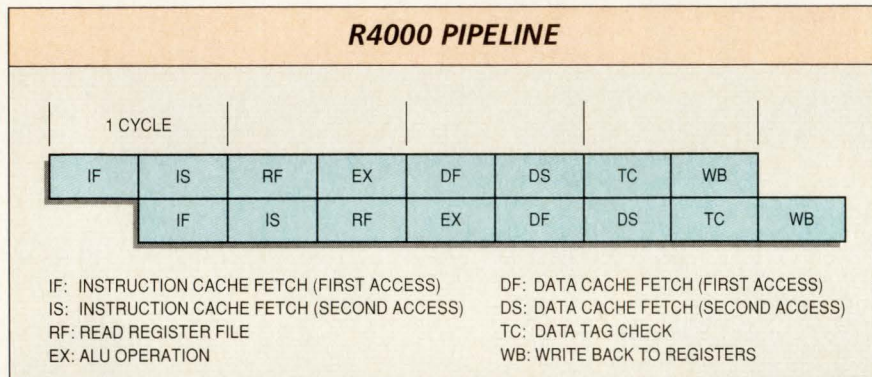 R4000 PIPELINE
1 CYCLE
IF IS RF EX DF DS TC WB
IF IS RF EX DF DS TC WB
IF: INSTRUCTION CACHE FETCH (FIRST ACCESS)
IS: INSTRUCTION CACHE FETCH (SECOND ACCESS)
RF: READ REGISTER FILE
EX: ALU OPERATION
DF: DATA CACHE FETCH (FIRST ACCESS)
DS: DATA CACHE FETCH (SECOND ACCESS)
TC: DATA TAG CHECK
WB: WRITE BACK TO REGISTERS